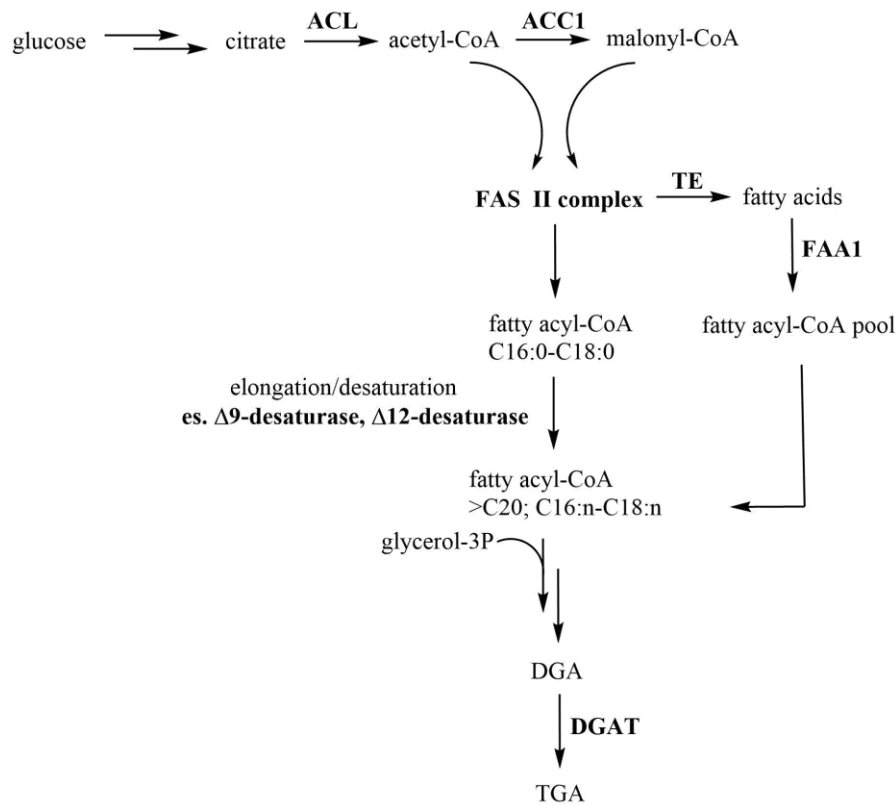 glucose citrate ACL acetyl-CoA ACC1 malonyl-CoA
FAS II complex TE fatty acids
FAA1
fatty acyl-CoA
C16:0-C18:0
fatty acyl-CoA pool
elongation/desaturation
es. Δ9-desaturase, Δ12-desaturase
fatty acyl-CoA
>C20; C16:n-C18:n
glycerol-3P
DGA
DGAT
TGA